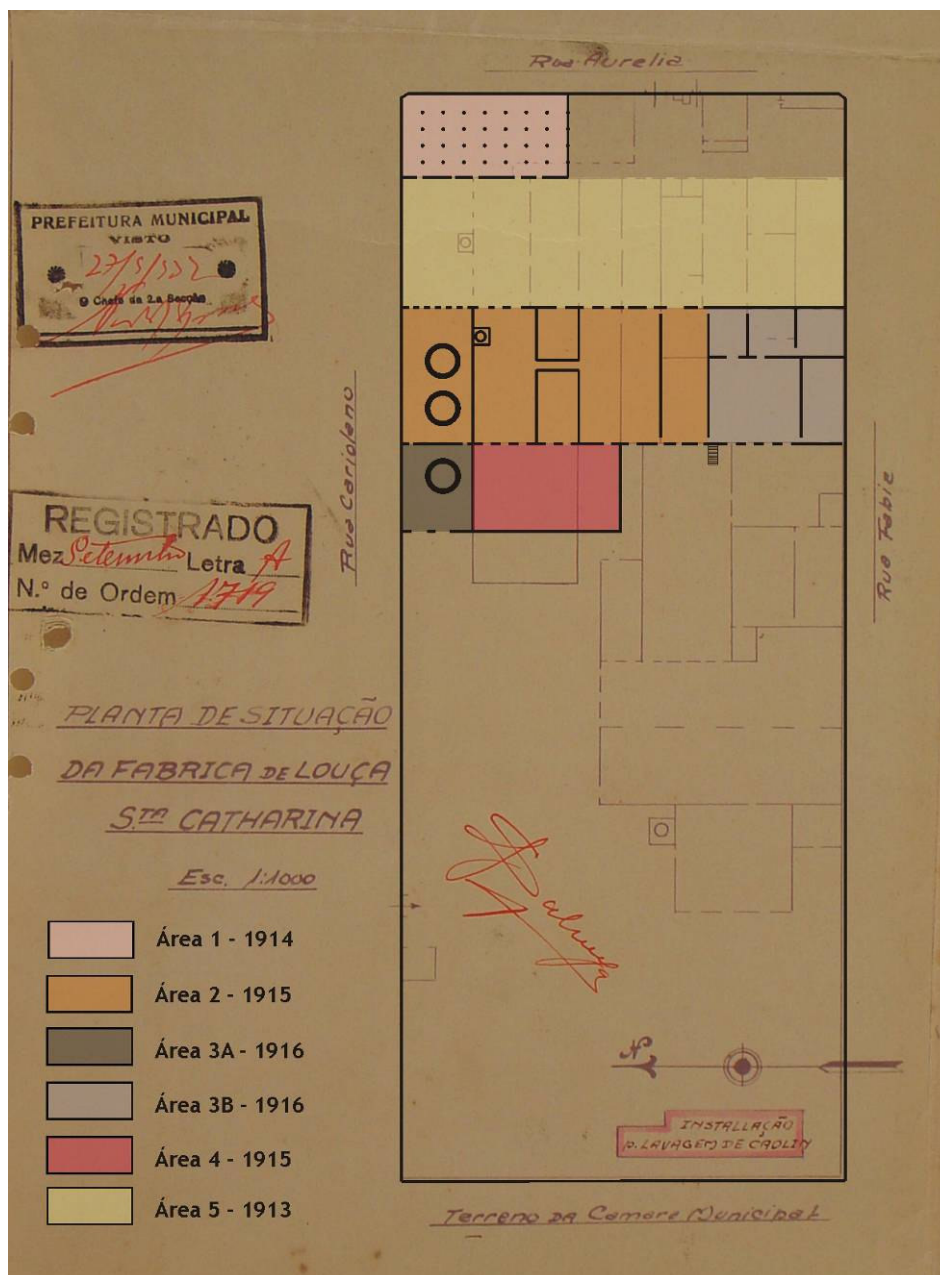 Rua Aurelia
PREFEITURA MUNICIPAL
VISTO
O Chefe da 2.a Secção
Rua Carioleno
Rua Fabie
REGISTRADO
Mez Setembro Letra A
N.º de Ordem 1719
PLANTA DE SITUAÇÃO
DA FABRICA DE LOUÇA
STA CATHARINA
Esc. 1:1000
Área 1 - 1914
Área 2 - 1915
Área 3A - 1916
Área 3B - 1916
Área 4 - 1915
Área 5 - 1913
N
INSTALLAÇÃO
p. LAVAGEM DE CAOLIN
Terreno DA Camara Municipal